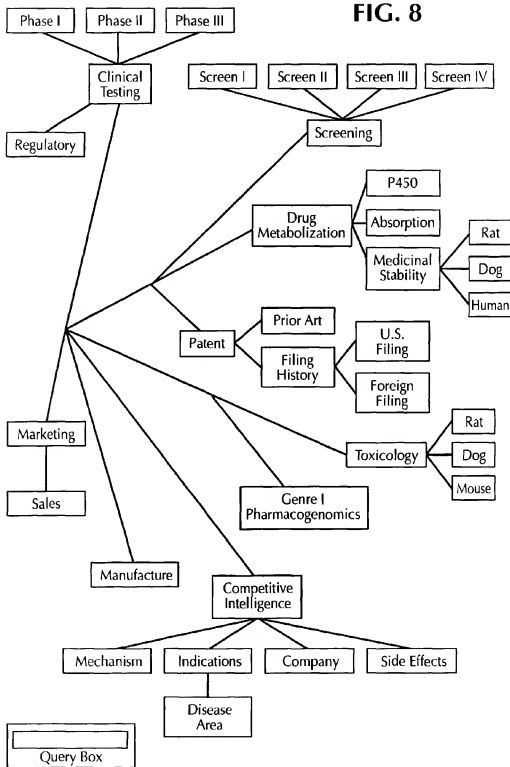 FIG. 8
Phase I
Phase II
Phase III
Clinical
Testing
Regulatory
Screen I
Screen II
Screen III
Screen IV
Screening
P450
Drug
Metabolization
Absorption
Medicinal
Stability
Rat
Dog
Human
Prior Art
Patent
Filing
History
U.S.
Filing
Foreign
Filing
Marketing
Sales
Toxicology
Rat
Dog
Mouse
Genre I
Pharmacogenomics
Manufacture
Competitive
Intelligence
Mechanism
Indications
Company
Side Effects
Disease
Area
Query Box